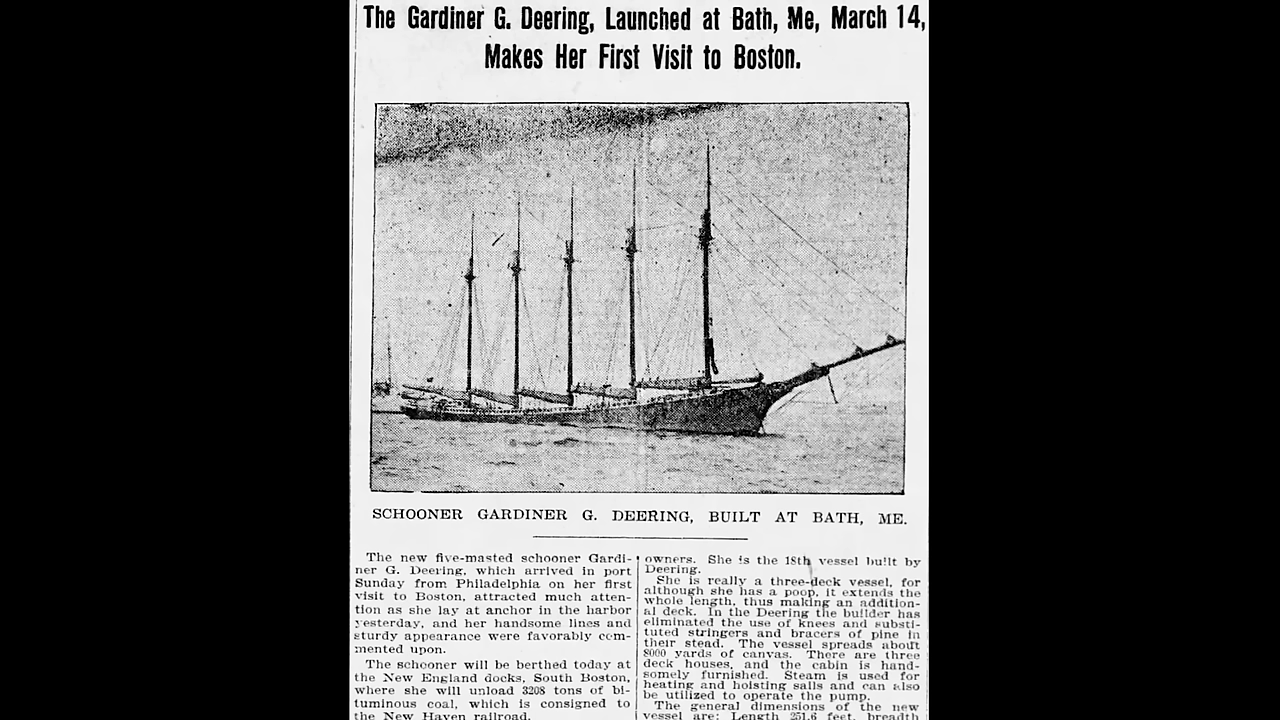 The Gardiner G. Deering, Launched at Bath, Me, March 14,
Makes Her First Visit to Boston.
SCHOONER GARDINER G. DEERING, BUILT AT BATH, ME.
The new five-masted schooner Gardi-
ner G. Deering, which arrived in port
Sunday from Philadelphia on her first
visit to Boston, attracted much atten-
tion as she lay at anchor in the harbor
yesterday, and her handsome lines and
sturdy appearance were favorably com-
mented upon.
The schooner will be berthed today at
the New England docks, South Boston,
where she will unload 3208 tons of bi-
tuminous coal, which is consigned to
the New Haven railroad.
owners. She is the 18th vessel built by
Deering.
She is really a three-deck vessel, for
although she has a poop, it extends the
whole length, thus making an addition-
al deck. In the Deering the builder has
eliminated the use of knees and substi-
tuted stringers and bracers of pine in
their stead. The vessel spreads about
8000 yards of canvas. There are three
deck houses, and the cabin is hand-
somely furnished. Steam is used for
heating and hoisting sails and can also
be utilized to operate the pump.
The general dimensions of the new
vessel are: Length 251.6 feet, breadth